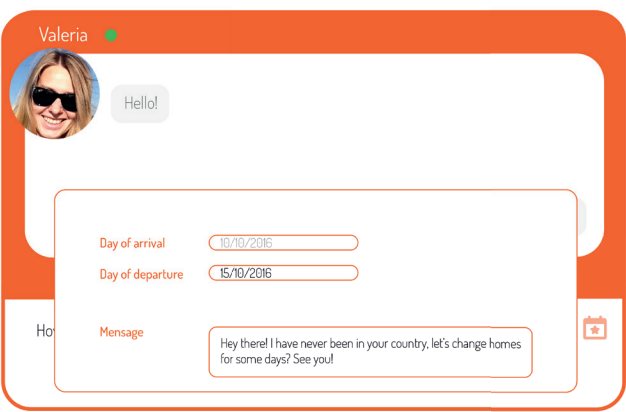 Valeria
Hello!
Day of arrival 10/10/2016
Day of departure 15/10/2016
Ho
Mensage
Hey there! I have never been in your country, let's change homes
for some days? See you!